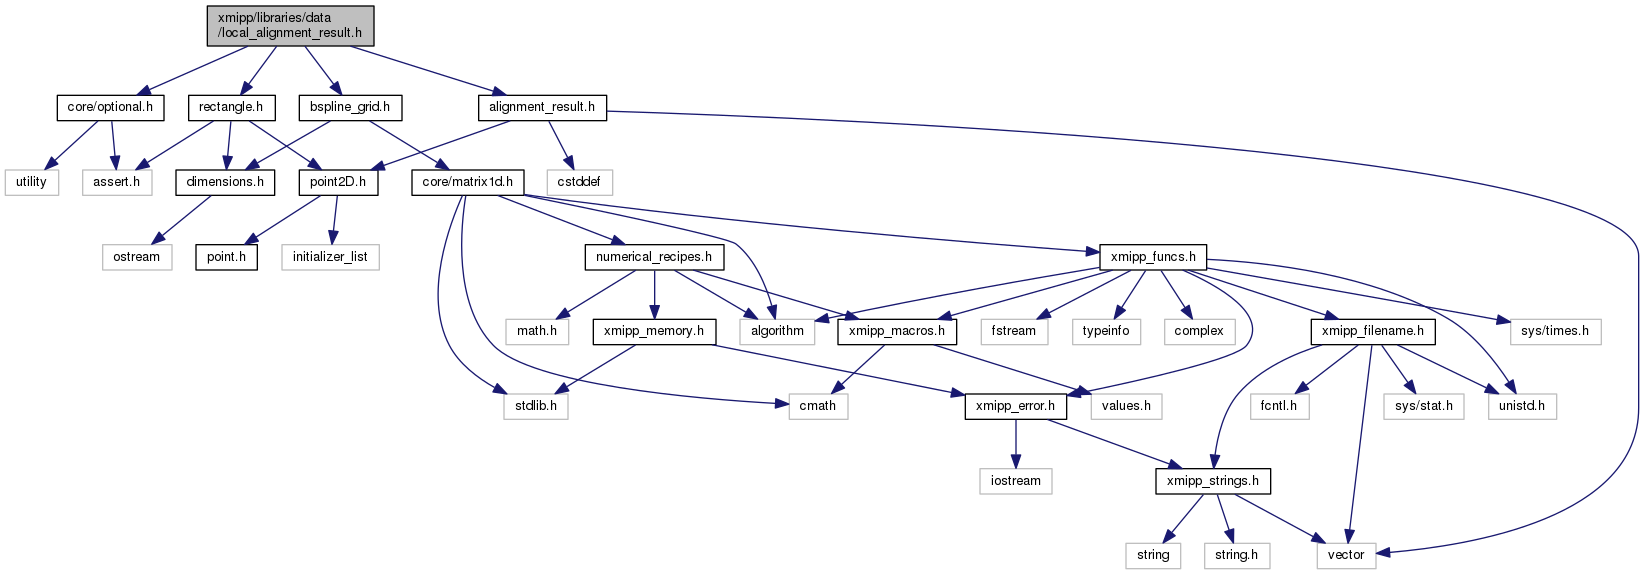 xmipp/libraries/data
/local_alignment_result.h
core/optional.h
rectangle.h
bspline_grid.h
alignment_result.h
utility
assert.h
dimensions.h
point2D.h
core/matrix1d.h
cstddef
ostream
point.h
initializer_list
numerical_recipes.h
xmipp_funcs.h
math.h
xmipp_memory.h
algorithm
xmipp_macros.h
fstream
typeinfo
complex
xmipp_filename.h
sys/times.h
stdlib.h
cmath
xmipp_error.h
values.h
fcntl.h
sys/stat.h
unistd.h
iostream
xmipp_strings.h
string
string.h
vector